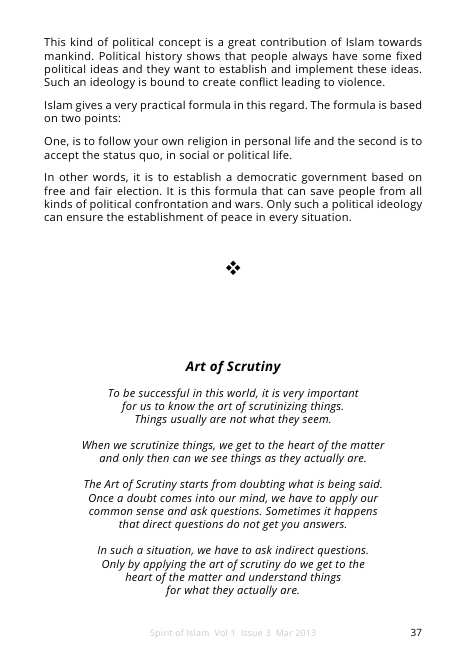 This kind of political concept is a great contribution of Islam towards
mankind. Political history shows that people always have some fixed
political ideas and they want to establish and implement these ideas.
Such an ideology is bound to create conflict leading to violence.
Islam gives a very practical formula in this regard. The formula is based
on two points:
One, is to follow your own religion in personal life and the second is to
accept the status quo, in social or political life.
In other words, it is to establish a democratic government based on
free and fair election. It is this formula that can save people from all
kinds of political confrontation and wars. Only such a political ideology
can ensure the establishment of peace in every situation.
Art of Scrutiny
To be successful in this world, it is very important
for us to know the art of scrutinizing things.
Things usually are not what they seem.
When we scrutinize things, we get to the heart of the matter
and only then can we see things as they actually are.
The Art of Scrutiny starts from doubting what is being said.
Once a doubt comes into our mind, we have to apply our
common sense and ask questions. Sometimes it happens
that direct questions do not get you answers.
In such a situation, we have to ask indirect questions.
Only by applying the art of scrutiny do we get to the
heart of the matter and understand things
for what they actually are.
Spirit of Islam Vol 1 Issue 3 Mar 2013
37